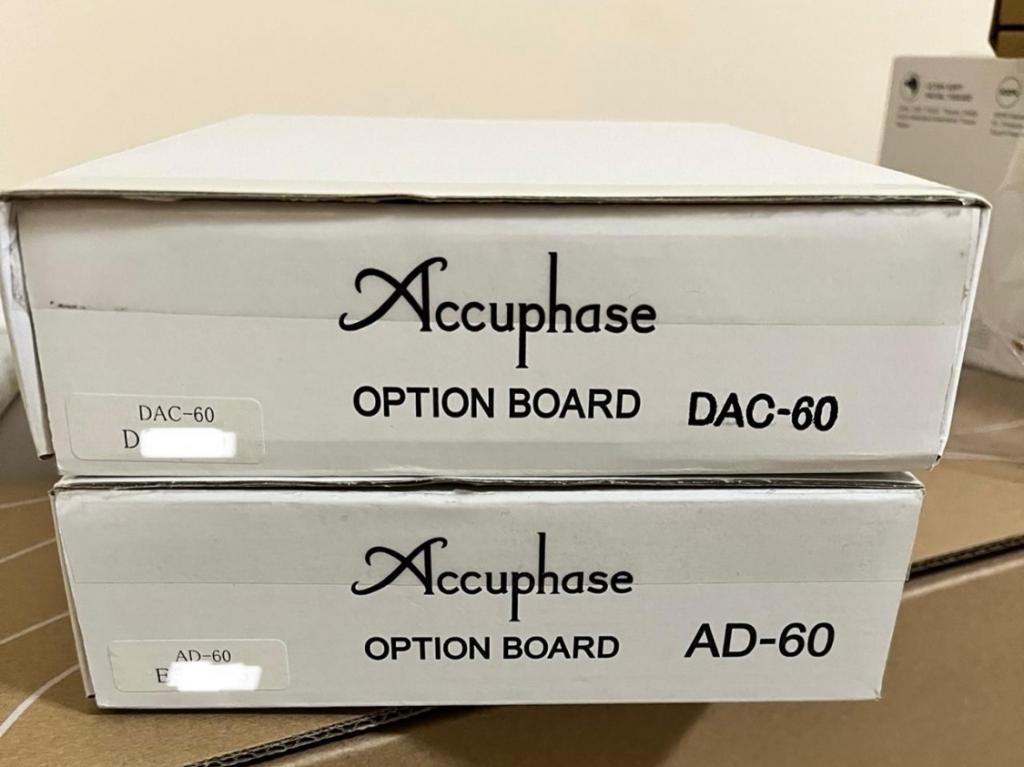 Accuphase
OPTION BOARD DAC-60
DAC-60
D
Accuphase
OPTION BOARD AD-60
AD-60
E